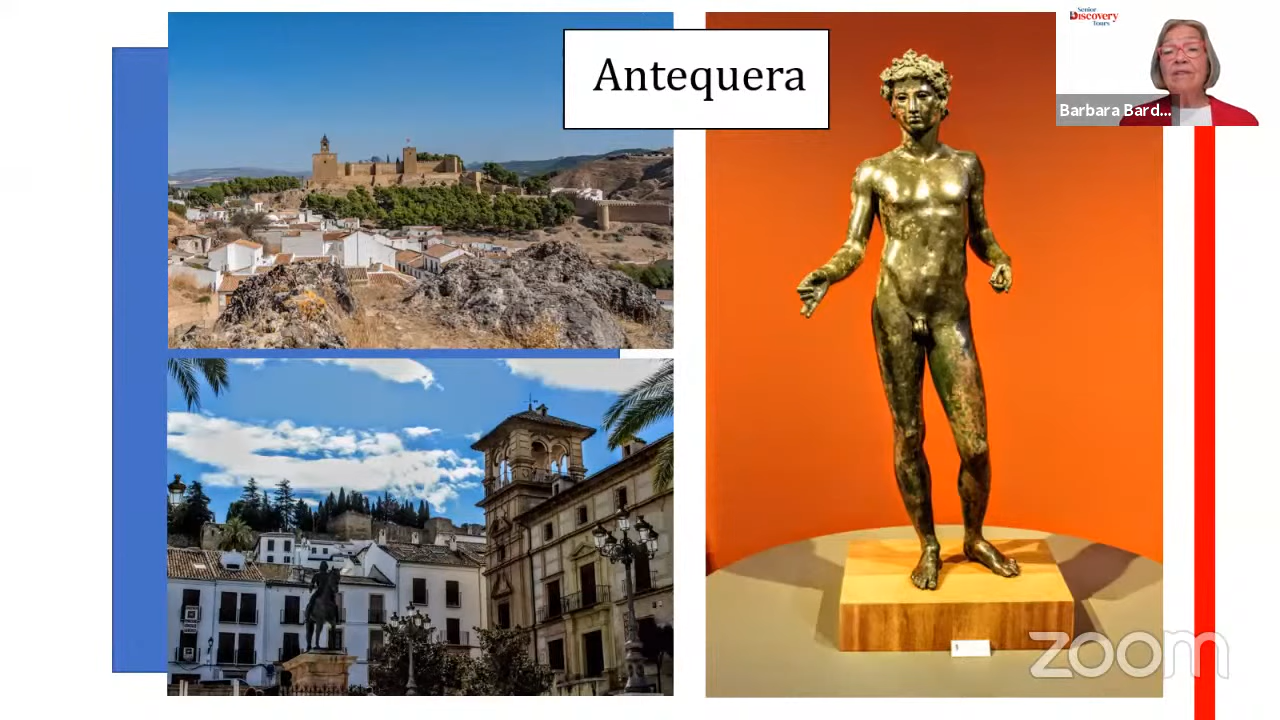 Antequera
Senior
Discovery
Tours
Barbara Bard...
zoom